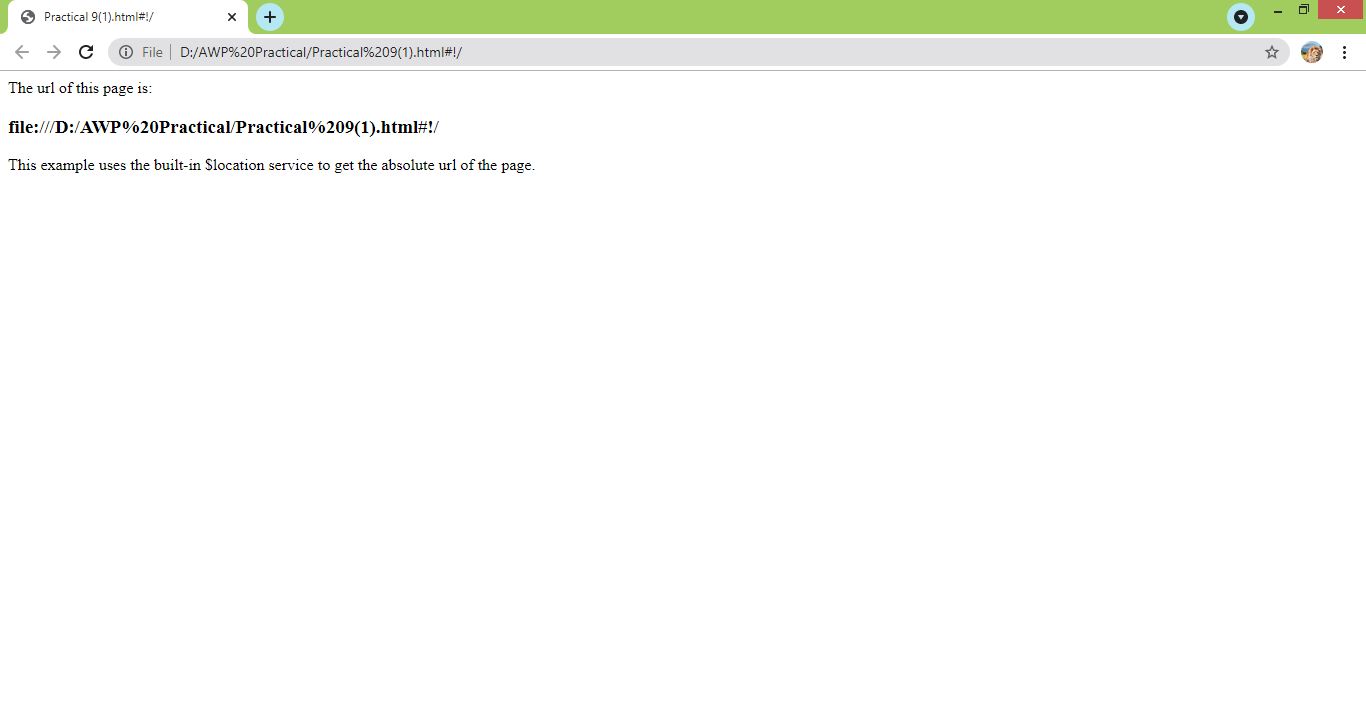 Practical 9(1).html#!/
File | D:/AWP%20Practical/Practical%209(1).html#!/
The url of this page is:
file:///D:/AWP%20Practical/Practical%209(1).html#!/
This example uses the built-in $location service to get the absolute url of the page.